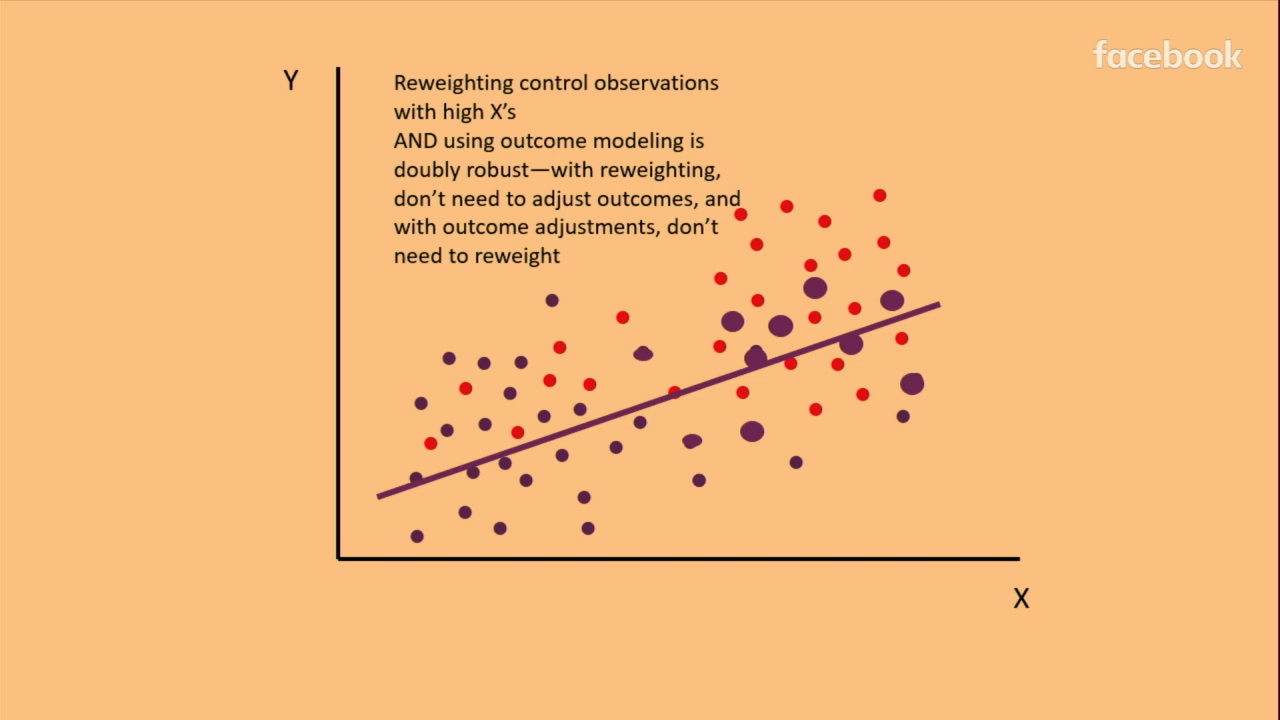 facebook
Y
Reweighting control observations
with high X’s
AND using outcome modeling is
doubly robust—with reweighting,
don’t need to adjust outcomes, and
with outcome adjustments, don’t
need to reweight
X